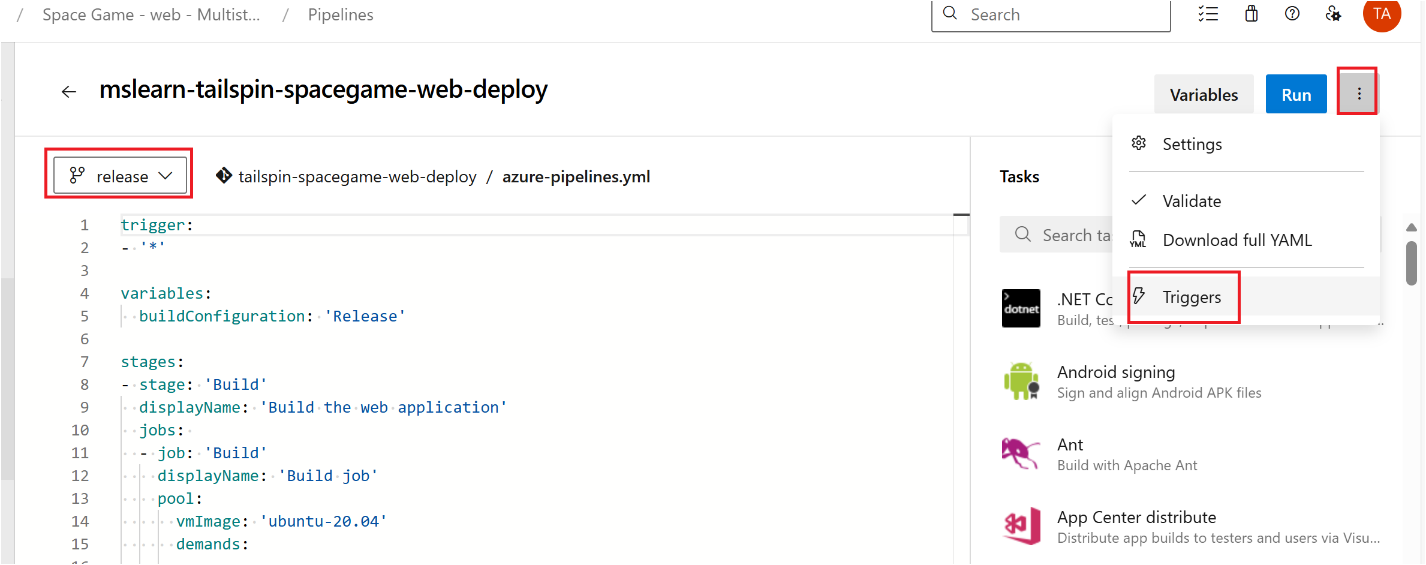 / Space Game - web - Multist... / Pipelines
Search
TA
mslearn-tailspin-spacegame-web-deploy
Variables
Run
Settings
Validate
Download full YAML
Triggers
release
tailspin-spacegame-web-deploy / azure-pipelines.yml
1 trigger:
2 - '*'
3
4 variables:
5 buildConfiguration: 'Release'
6
7 stages:
8 - stage: 'Build'
9 displayName: 'Build the web application'
10 jobs:
11 - job: 'Build'
12 displayName: 'Build job'
13 pool:
14 vmImage: 'ubuntu-20.04'
15 demands:
Tasks
Search ta
dotnet
.NET Co
Build, test,
Android signing
Sign and align Android APK files
Ant
Build with Apache Ant
App Center distribute
Distribute app builds to testers and users via Visu...